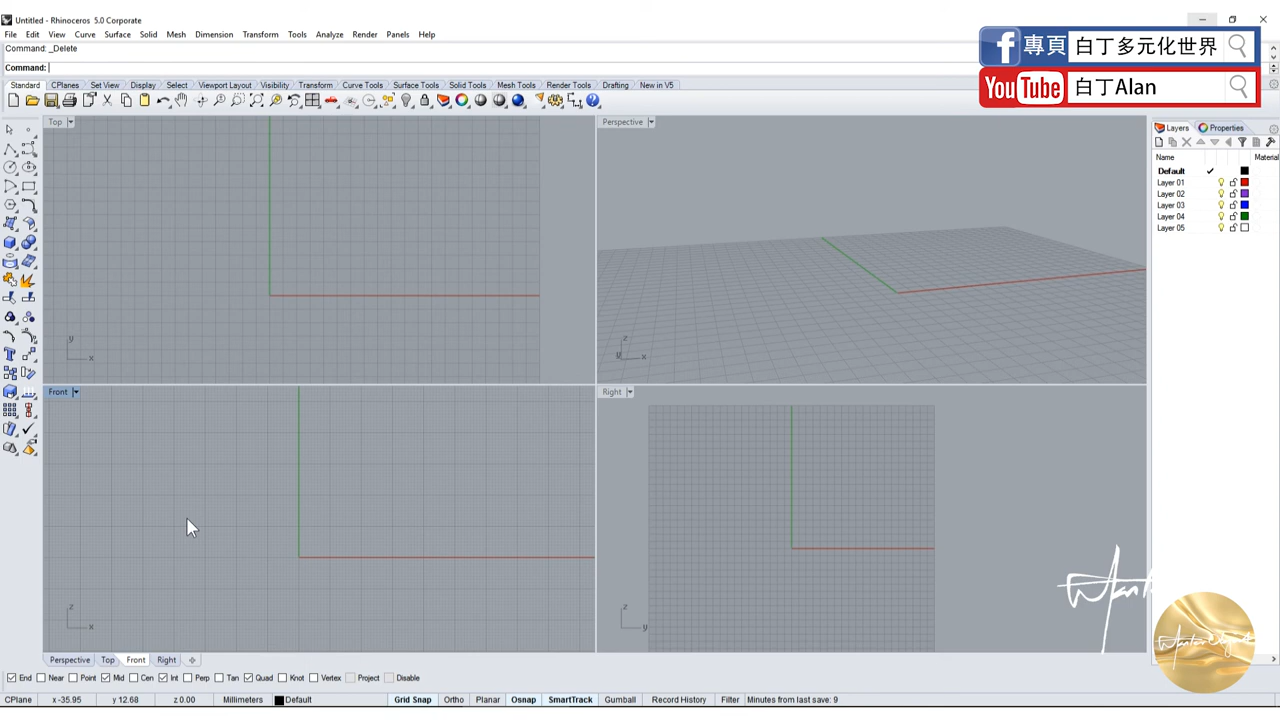 Untitled - Rhinoceros 5.0 Corporate
File Edit View Curve Surface Solid Mesh Dimension Transform Tools Analyze Render Panels Help
Command: _Delete
Command:
Standard CPlanes Set View Display Select Viewport Layout Visibility Transform Curve Tools Surface Tools Solid Tools Mesh Tools Render Tools Drafting New in V5
f 專頁 白丁多元化世界
YouTube 白丁Alan
Top
y
x
Perspective
z
y x
Front
z
x
Right
z
y
Layers Properties
Name Material
Default
Layer 01
Layer 02
Layer 03
Layer 04
Layer 05
Perspective Top Front Right
End Near Point Mid Cen Int Perp Tan Quad Knot Vertex Project Disable
CPlane x -35.95 y 12.68 z 0.00 Millimeters Default Grid Snap Ortho Planar Osnap SmartTrack Gumball Record History Filter Minutes from last save: 9